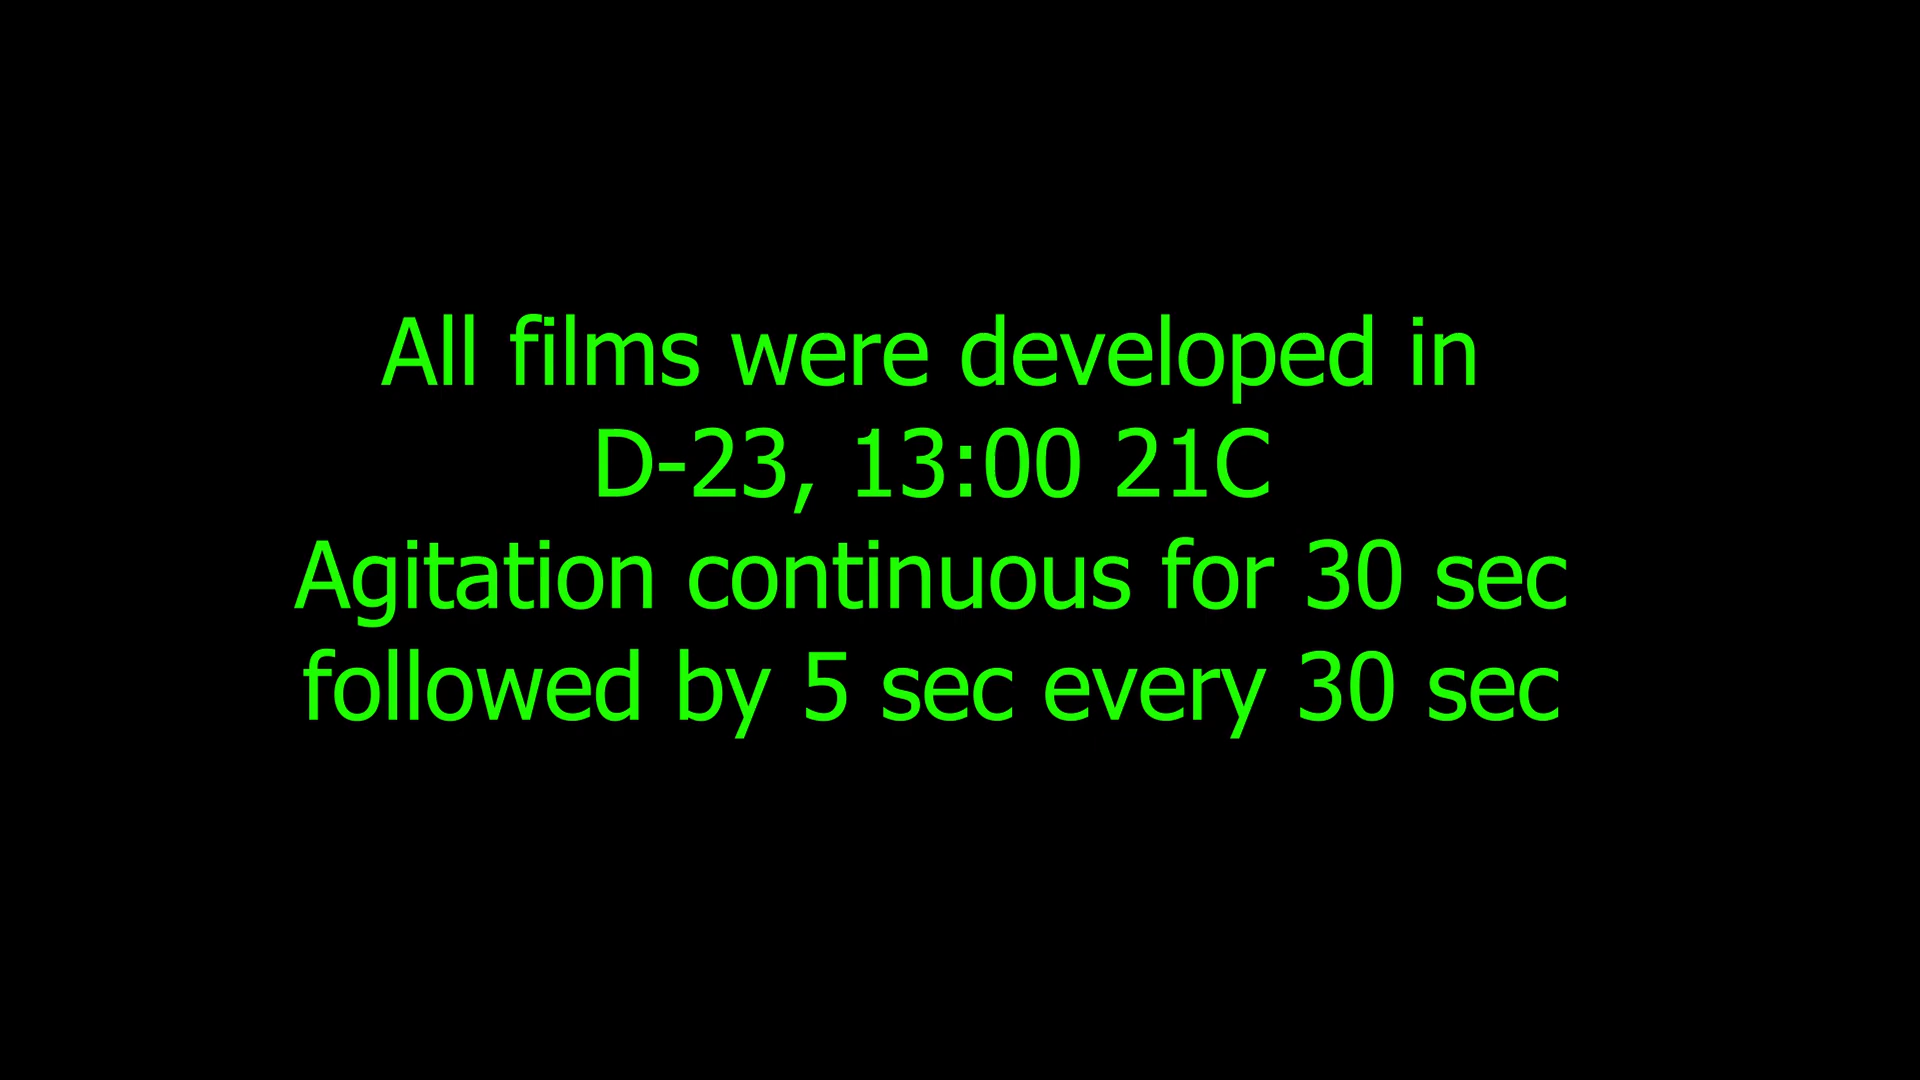 All films were developed in
D-23, 13:00 21C
Agitation continuous for 30 sec
followed by 5 sec every 30 sec